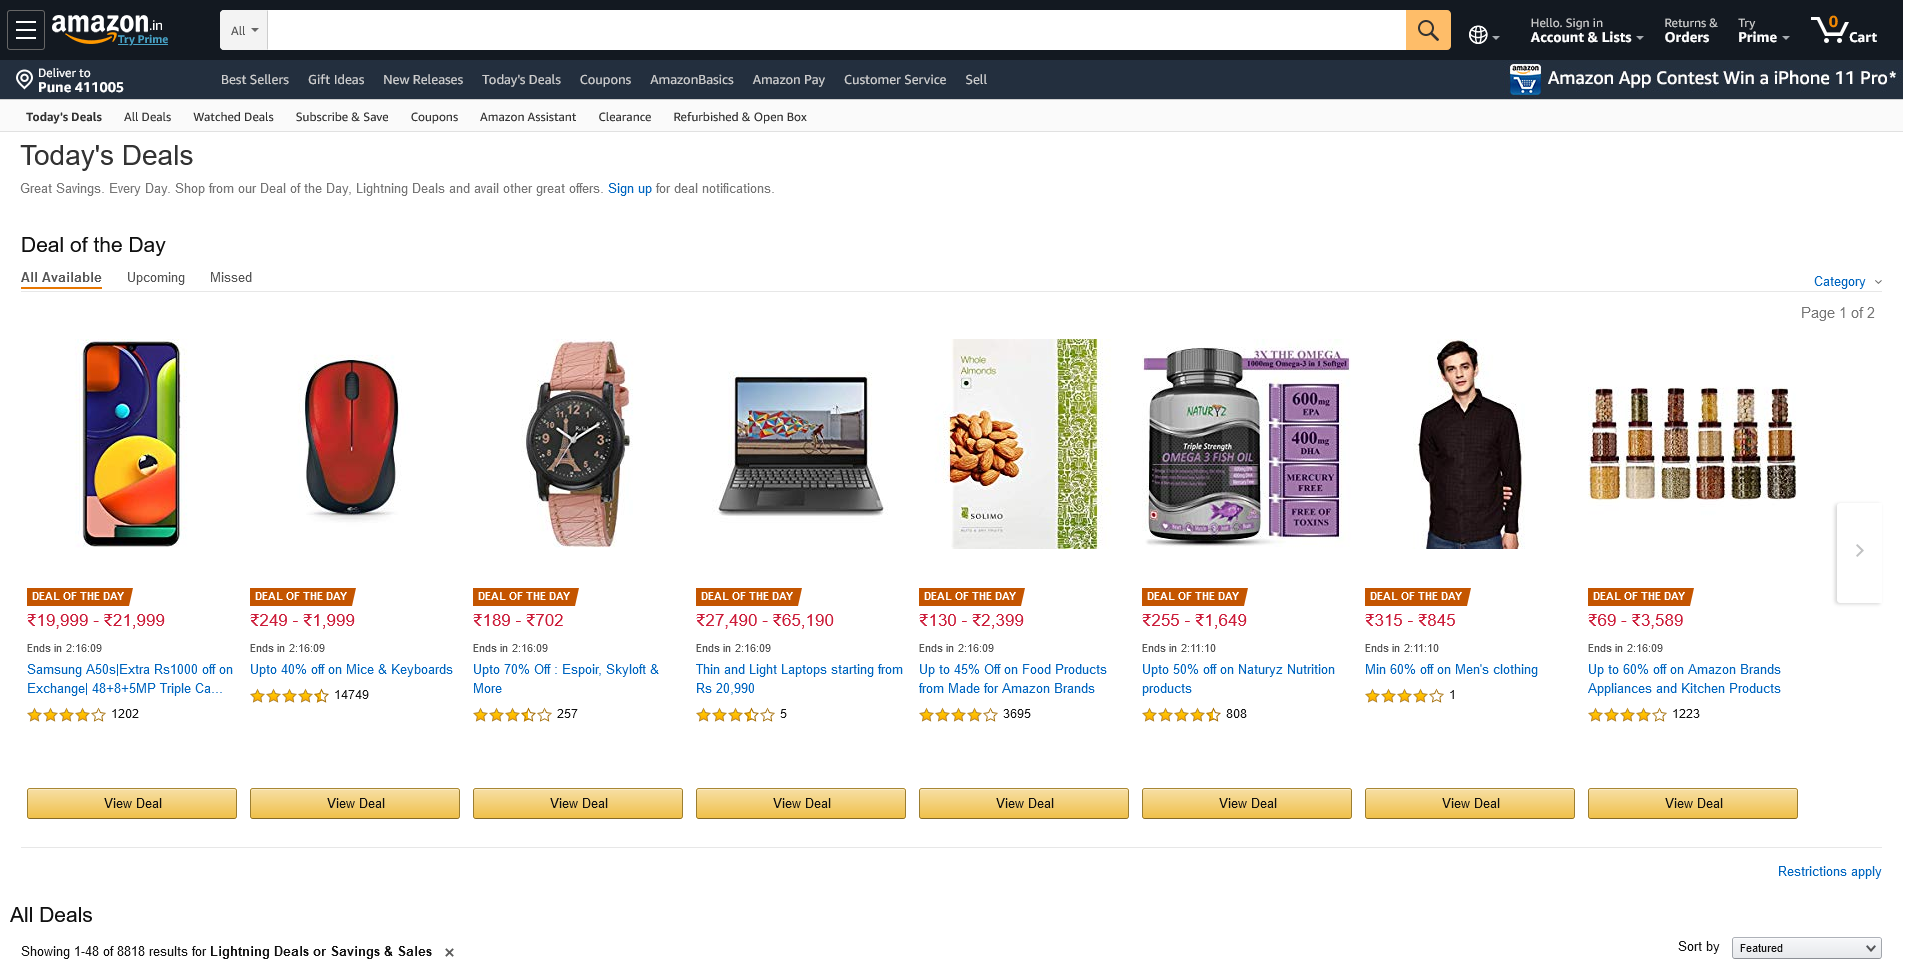 amazon.in
Try Prime
All
Hello. Sign in
Account & Lists
Returns &
Orders
Try
Prime
0
Cart
Deliver to
Pune 411005
Best Sellers
Gift Ideas
New Releases
Today's Deals
Coupons
AmazonBasics
Amazon Pay
Customer Service
Sell
amazon
Amazon App Contest Win a iPhone 11 Pro*
Today's Deals
All Deals
Watched Deals
Subscribe & Save
Coupons
Amazon Assistant
Clearance
Refurbished & Open Box
Today's Deals
Great Savings. Every Day. Shop from our Deal of the Day, Lightning Deals and avail other great offers. Sign up for deal notifications.
Deal of the Day
All Available
Upcoming
Missed
Category
Page 1 of 2
Whole
Almonds
SOLIMO
3X THE OMEGA
1000mg Omega-3 in 1 Softgel
NATURYZ
Triple Strength
OMEGA 3 FISH OIL
600mg
EPA
400mg
DHA
MERCURY
FREE
FREE OF
TOXINS
DEAL OF THE DAY
₹19,999 - ₹21,999
Ends in 2:16:09
Samsung A50s|Extra Rs1000 off on
Exchange| 48+8+5MP Triple Ca...
1202
View Deal
DEAL OF THE DAY
₹249 - ₹1,999
Ends in 2:16:09
Upto 40% off on Mice & Keyboards
14749
View Deal
DEAL OF THE DAY
₹189 - ₹702
Ends in 2:16:09
Upto 70% Off : Espoir, Skyloft &
More
257
View Deal
DEAL OF THE DAY
₹27,490 - ₹65,190
Ends in 2:16:09
Thin and Light Laptops starting from
Rs 20,990
5
View Deal
DEAL OF THE DAY
₹130 - ₹2,399
Ends in 2:16:09
Up to 45% Off on Food Products
from Made for Amazon Brands
3695
View Deal
DEAL OF THE DAY
₹255 - ₹1,649
Ends in 2:11:10
Upto 50% off on Naturyz Nutrition
products
808
View Deal
DEAL OF THE DAY
₹315 - ₹845
Ends in 2:11:10
Min 60% off on Men's clothing
1
View Deal
DEAL OF THE DAY
₹69 - ₹3,589
Ends in 2:16:09
Up to 60% off on Amazon Brands
Appliances and Kitchen Products
1223
View Deal
Restrictions apply
All Deals
Showing 1-48 of 8818 results for Lightning Deals or Savings & Sales
Sort by
Featured